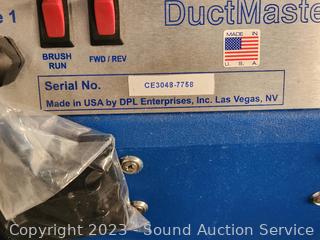 e 1
DuctMaste
MADE IN
U. S. A.
BRUSH
RUN
FWD / REV
Serial No. CE3048-7758
Made in USA by DPL Enterprises, Inc. Las Vegas, NV
Copyright 2023 - Sound Auction Service